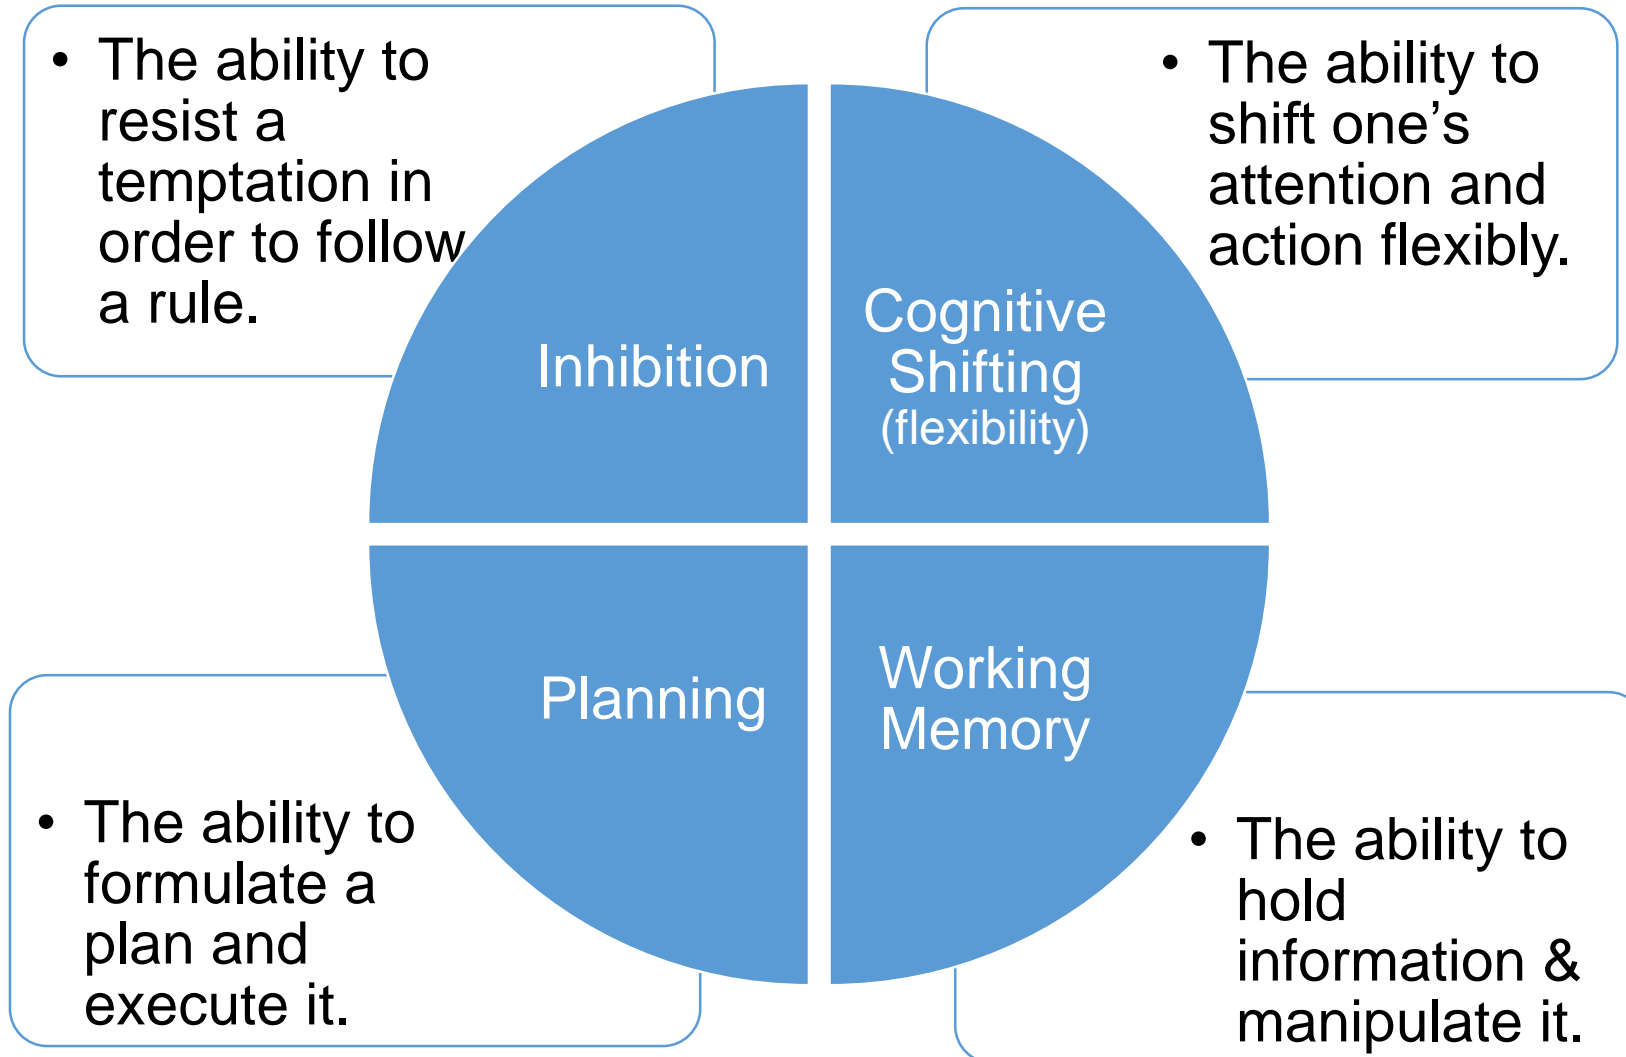 • The ability to
resist a
temptation in
order to follow
a rule.
Inhibition
• The ability to
shift one’s
attention and
action flexibly.
Cognitive
Shifting
(flexibility)
Planning
• The ability to
formulate a
plan and
execute it.
Working
Memory
• The ability to
hold
information &
manipulate it.